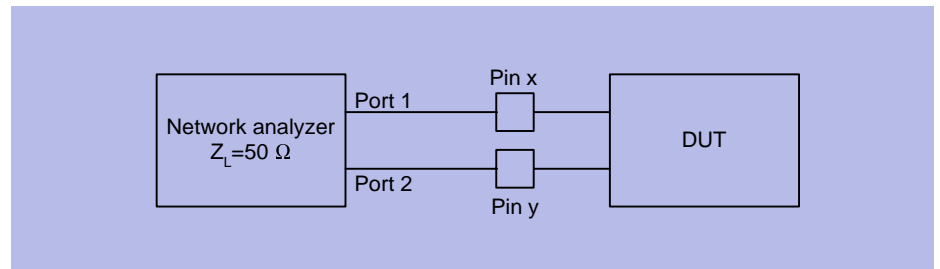 Pin x
Port 1
Network analyzer
Z_L=50 Ω
DUT
Port 2
Pin y